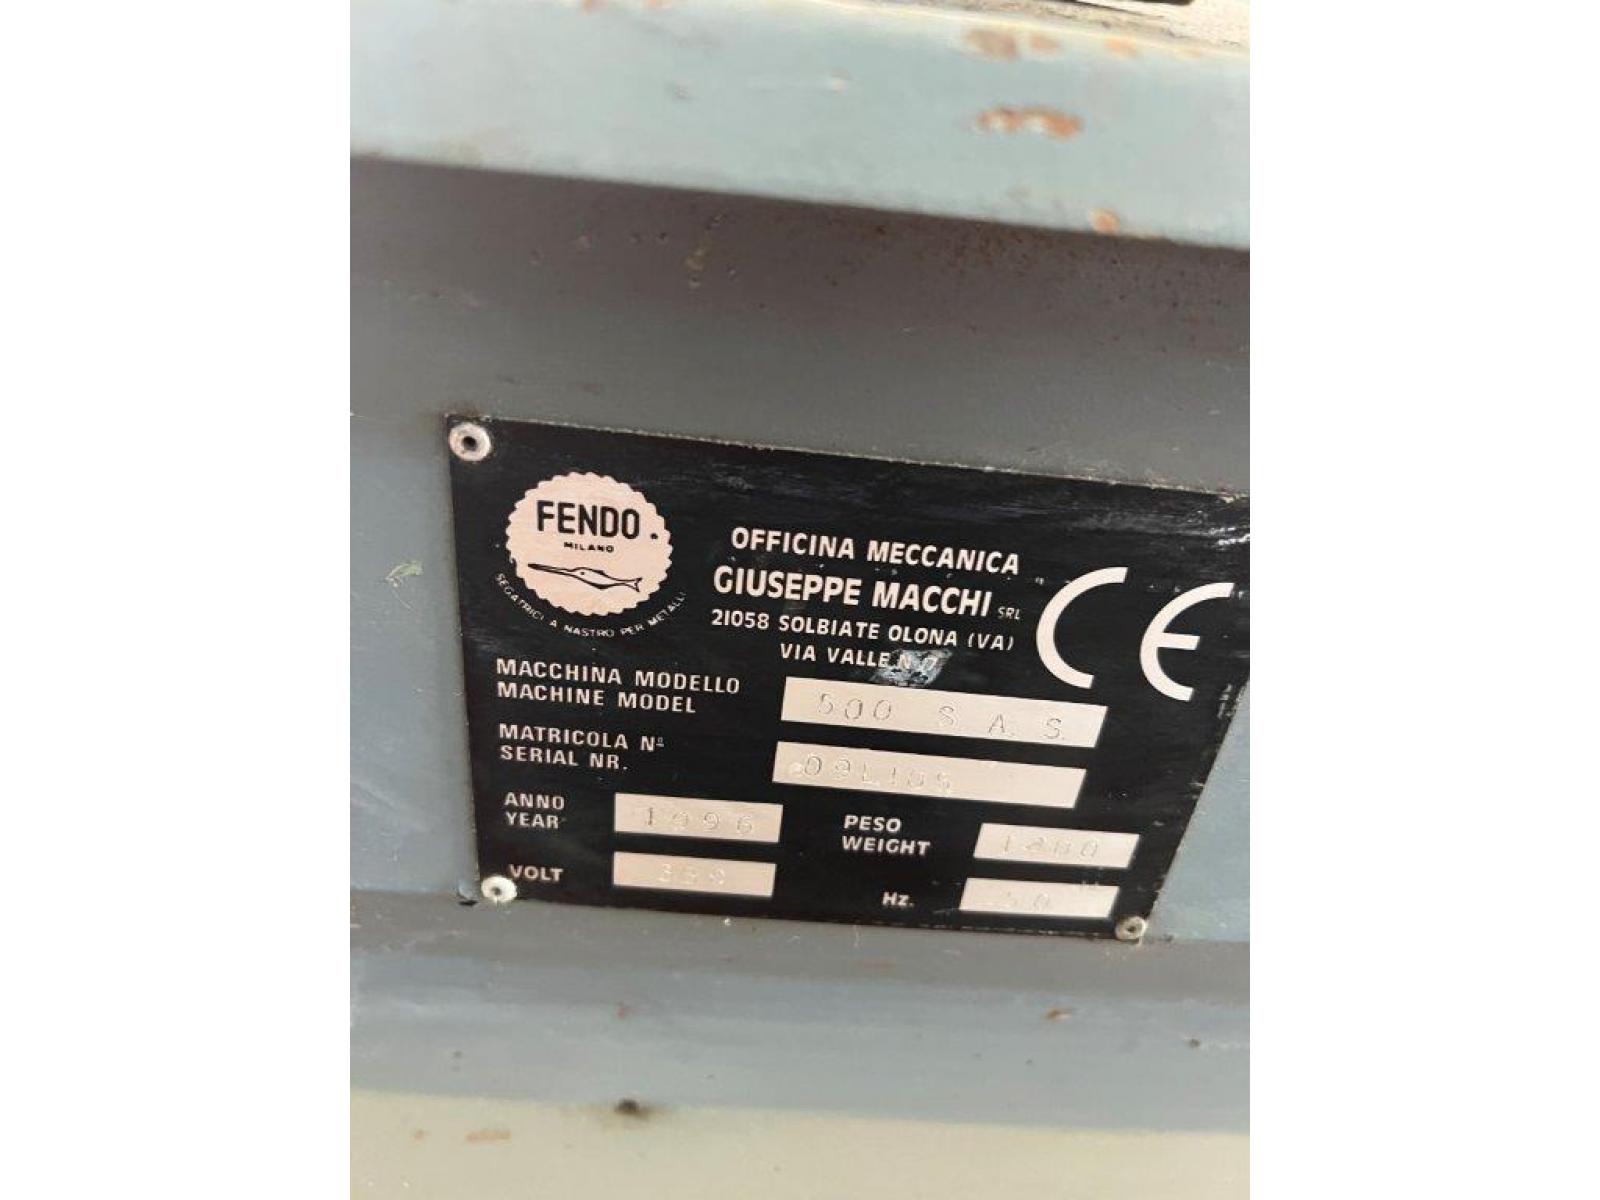 FENDO
MILANO
SEGATRICI A NASTRO PER METALLI
OFFICINA MECCANICA
GIUSEPPE MACCHI SRL
21058 SOLBIATE OLONA (VA)
VIA VALLE N.
CE
MACCHINA MODELLO
MACHINE MODEL
500 S A. S.
MATRICOLA Nº
SERIAL NR.
ANNO
YEAR
1996
PESO
WEIGHT
VOLT
Hz.
50